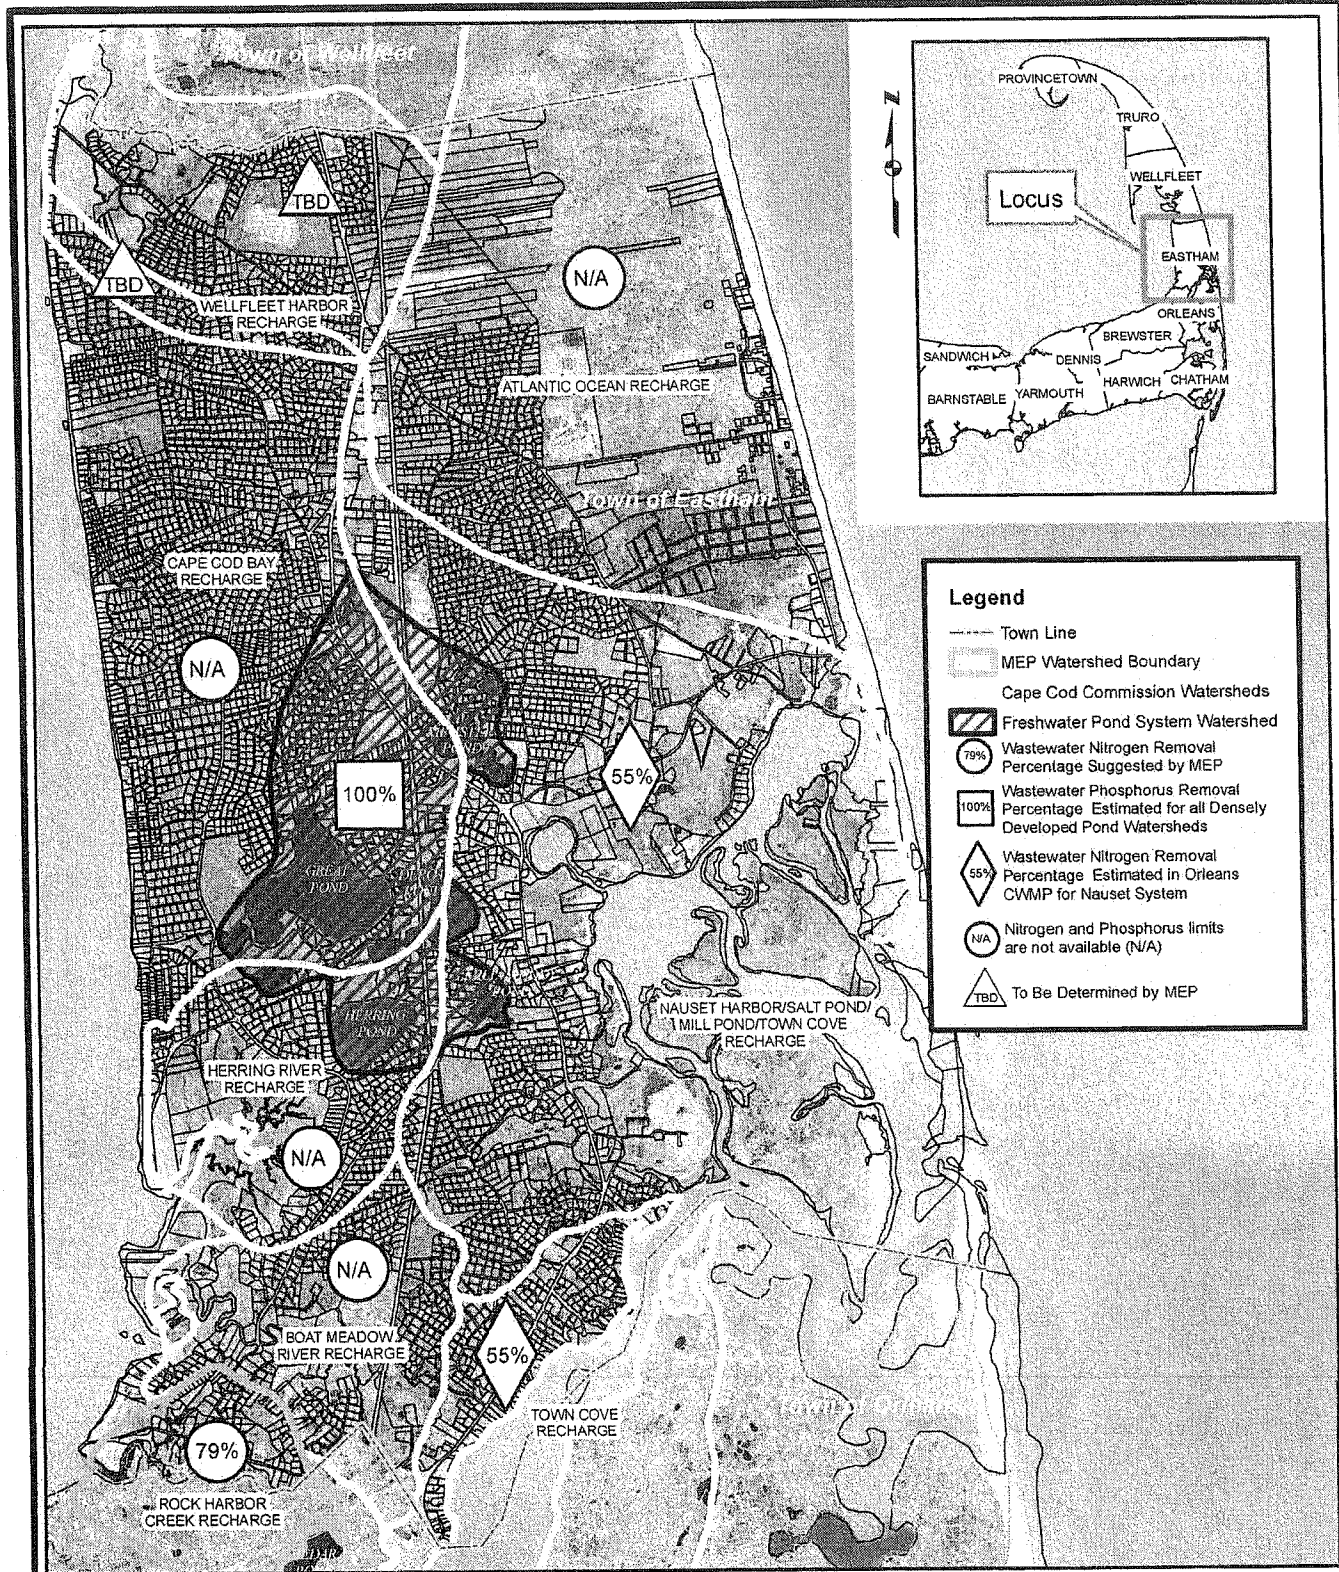 Town of Wellfleet
TBD
TBD
WELLFLEET HARBOR
RECHARGE
N/A
ATLANTIC OCEAN RECHARGE
Town of Eastham
CAPE COD BAY
RECHARGE
N/A
100%
55%
GREAT
POND
HERRING
POND
NAUSET HARBOR/SALT POND/
MILL POND/TOWN COVE
RECHARGE
HERRING RIVER
RECHARGE
N/A
N/A
BOAT MEADOW
RIVER RECHARGE
55%
TOWN COVE
RECHARGE
Town of Orleans
79%
ROCK HARBOR
CREEK RECHARGE
Z
PROVINCETOWN
TRURO
WELLFLEET
Locus
EASTHAM
ORLEANS
BREWSTER
SANDWICH
DENNIS
HARWICH
CHATHAM
BARNSTABLE
YARMOUTH
Legend
Town Line
MEP Watershed Boundary
Cape Cod Commission Watersheds
Freshwater Pond System Watershed
79%
Wastewater Nitrogen Removal
Percentage Suggested by MEP
100%
Wastewater Phosphorus Removal
Percentage Estimated for all Densely
Developed Pond Watersheds
55%
Wastewater Nitrogen Removal
Percentage Estimated in Orleans
CWMP for Nauset System
N/A
Nitrogen and Phosphorus limits
are not available (N/A)
TBD
To Be Determined by MEP